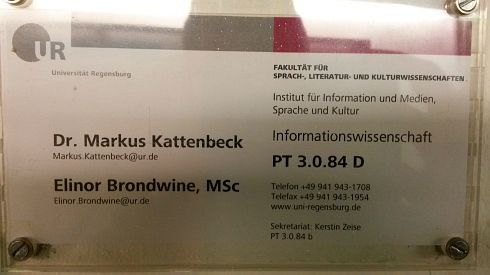 UR
Universität Regensburg
Dr. Markus Kattenbeck
Markus.Kattenbeck@ur.de
Elinor Brondwine, MSc
Elinor.Brondwine@ur.de
FAKULTÄT FÜR
SPRACH-, LITERATUR- UND KULTURWISSENSCHAFTEN
Institut für Information und Medien,
Sprache und Kultur
Informationswissenschaft
PT 3.0.84 D
Telefon +49 941 943-1708
Telefax +49 941 943-1954
www.uni-regensburg.de
Sekretariat: Kerstin Zeise
PT 3.0.84 b